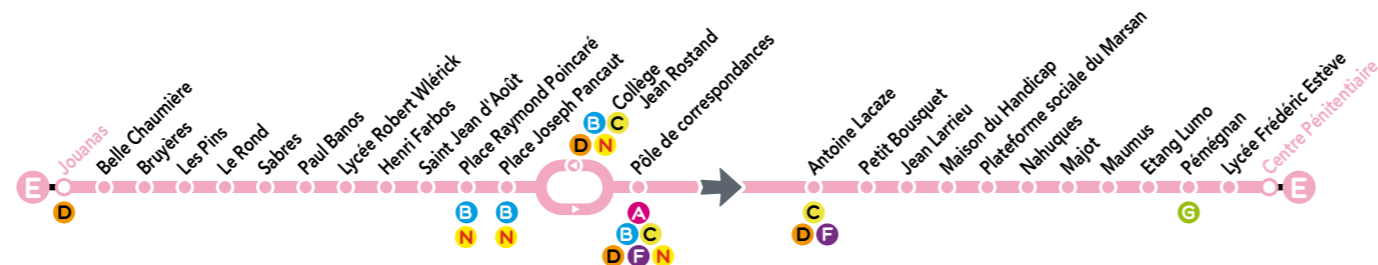 E
Jouanas
D
Belle Chaumière
Bruyères
Les Pins
Le Rond
Sabres
Paul Banos
Lycée Robert Wlérick
Henri Farbos
Saint Jean d'Août
Place Raymond Poincaré
B
N
Place Joseph Pancaut
B
N
Collège
Jean Rostand
B C
D N
Pôle de correspondances
A
B C
D F N
Antoine Lacaze
C
D F
Petit Bousquet
Jean Larrieu
Maison du Handicap
Plateforme sociale du Marsan
Nahuques
Majot
Maumus
Etang Lumo
Pémégnan
G
Lycée Frédéric Estève
Centre Pénitentiaire
E